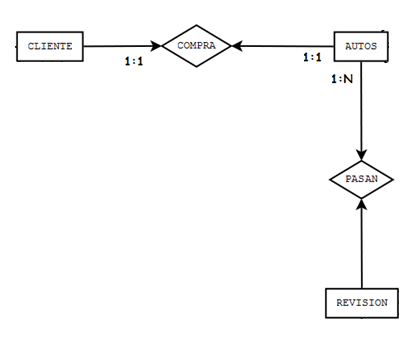 CLIENTE
COMPRA
AUTOS
1:1
1:1
1:N
PASAN
REVISION